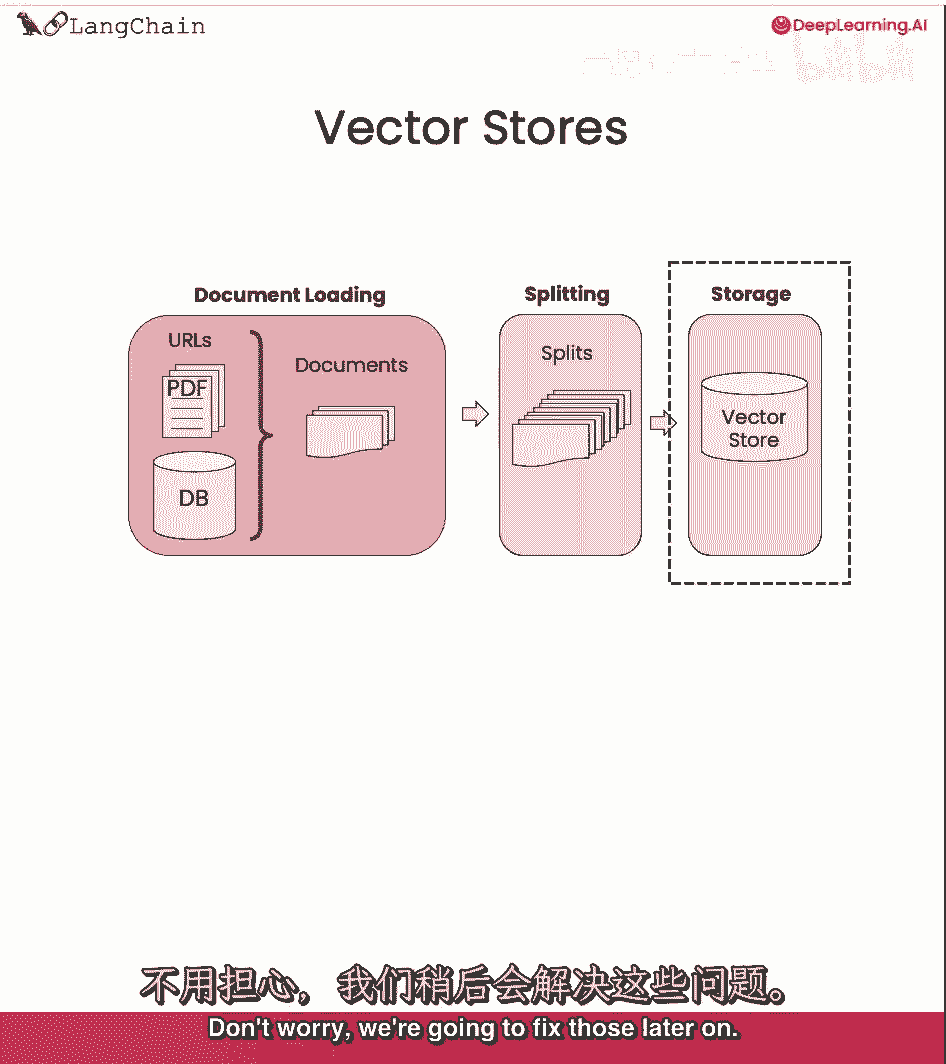 LangChain
DeepLearning.AI
Vector Stores
Document Loading
Splitting
Storage
URLs
PDF
DB
Documents
Splits
Vector
Store
不用担心，我们稍后会解决这些问题。
Don't worry, we're going to fix those later on.